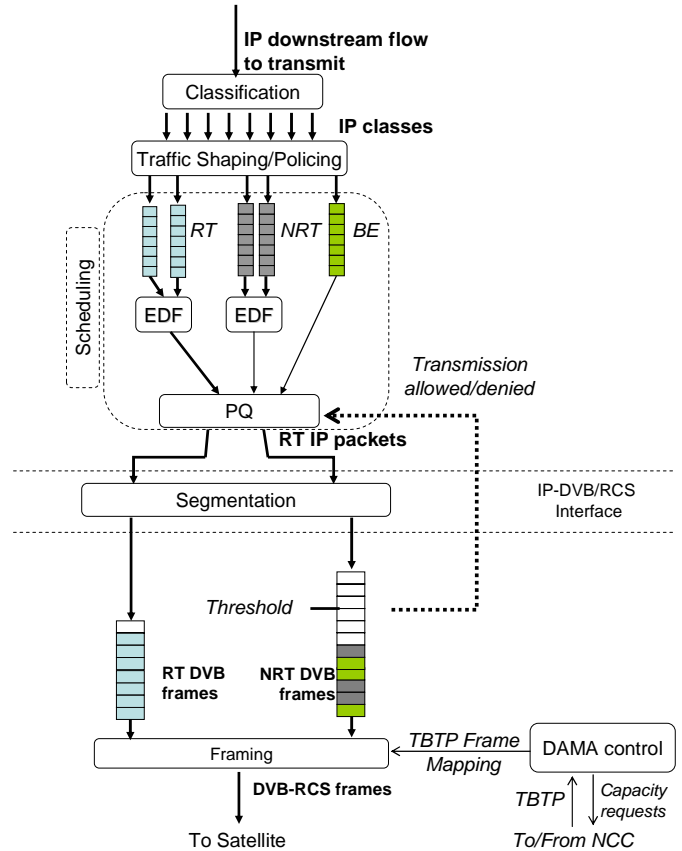 IP downstream flow
to transmit
Classification
IP classes
Traffic Shaping/Policing
RT
NRT
BE
Scheduling
EDF
EDF
Transmission
allowed/denied
PQ
RT IP packets
Segmentation
IP-DVB/RCS
Interface
Threshold
RT DVB
frames
NRT DVB
frames
Framing
TBTP Frame
Mapping
DAMA control
DVB-RCS frames
TBTP
Capacity
requests
To Satellite
To/From NCC